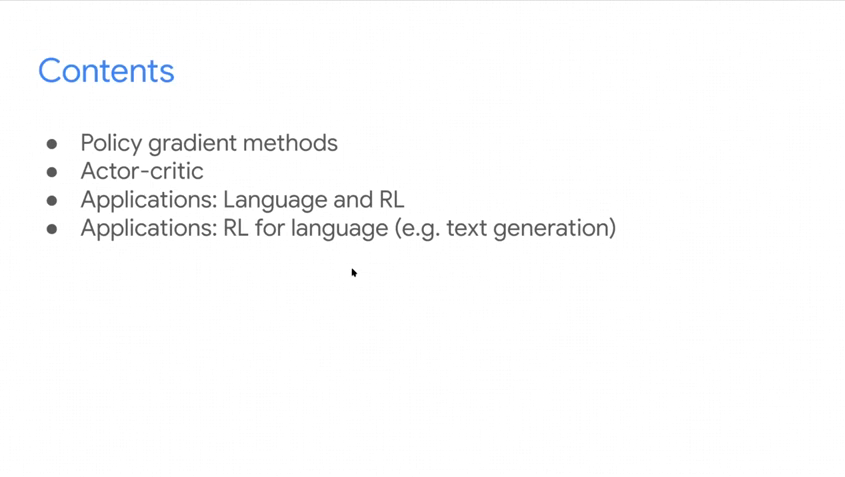 Contents
● Policy gradient methods
● Actor-critic
● Applications: Language and RL
● Applications: RL for language (e.g. text generation)